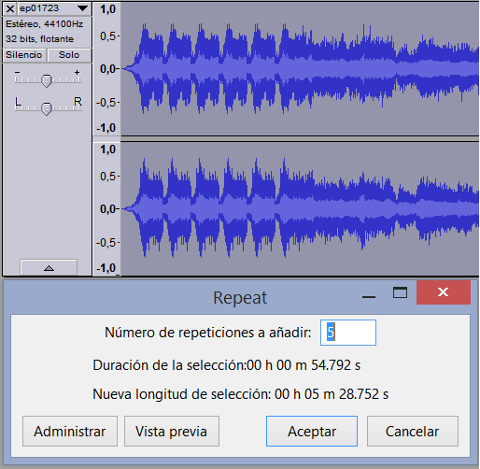 ep01723
Estéreo, 44100Hz
32 bits, flotante
Silencio Solo
- +
L R
1,0
0,5
0,0-
-0,5
-1,0
1,0
0,5
0,0-
-0,5
-1,0
Repeat
Número de repeticiones a añadir: 5
Duración de la selección:00 h 00 m 54.792 s
Nueva longitud de selección: 00 h 05 m 28.752 s
Administrar Vista previa Aceptar Cancelar